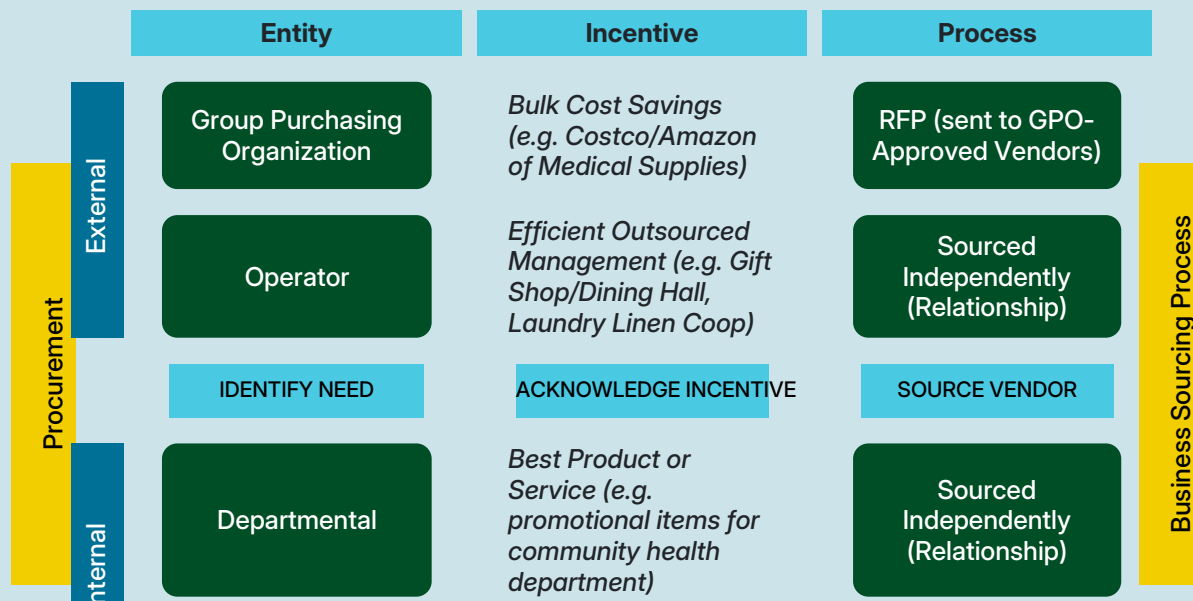 Entity
Incentive
Process
Procurement
External
Group Purchasing
Organization
Bulk Cost Savings
(e.g. Costco/Amazon
of Medical Supplies)
RFP (sent to GPO-
Approved Vendors)
Operator
Efficient Outsourced
Management (e.g. Gift
Shop/Dining Hall,
Laundry Linen Coop)
Sourced
Independently
(Relationship)
IDENTIFY NEED
ACKNOWLEDGE INCENTIVE
SOURCE VENDOR
nternal
Departmental
Best Product or
Service (e.g.
promotional items for
community health
department)
Sourced
Independently
(Relationship)
Business Sourcing Process